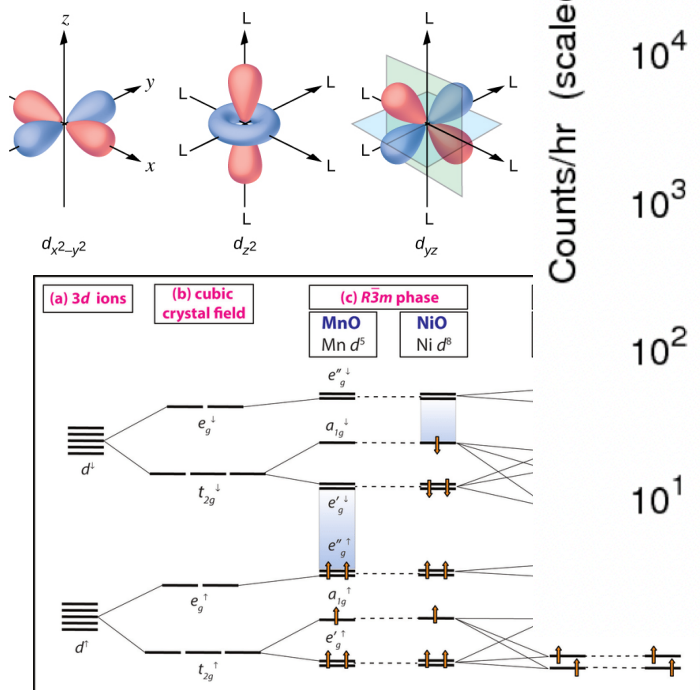 z
y
x
L
L
L
L
L
L
L
L
L
L
L
d_{x²–y²}
d_{z²}
d_{yz}
Counts/hr (scale
10⁴
10³
10²
10¹
(a) 3d ions
(b) cubic
crystal field
(c) R3̄m phase
MnO
Mn d⁵
NiO
Ni d⁸
e″g↓
a1g↓
e′g↓
e″g↑
a1g↑
e′g↑
eg↓
t2g↓
eg↑
t2g↑
d↓
d↑